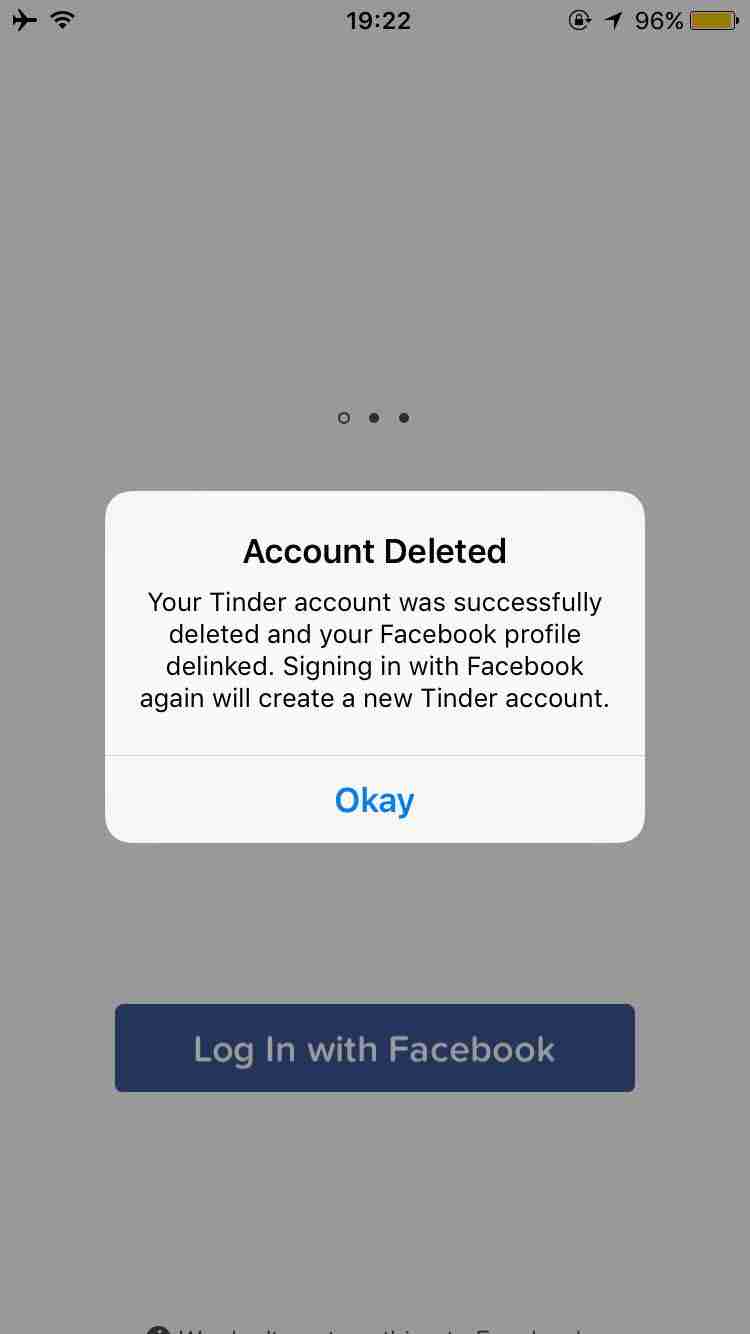 19:22
96%
Account Deleted
Your Tinder account was successfully
deleted and your Facebook profile
delinked. Signing in with Facebook
again will create a new Tinder account.
Okay
Log In with Facebook